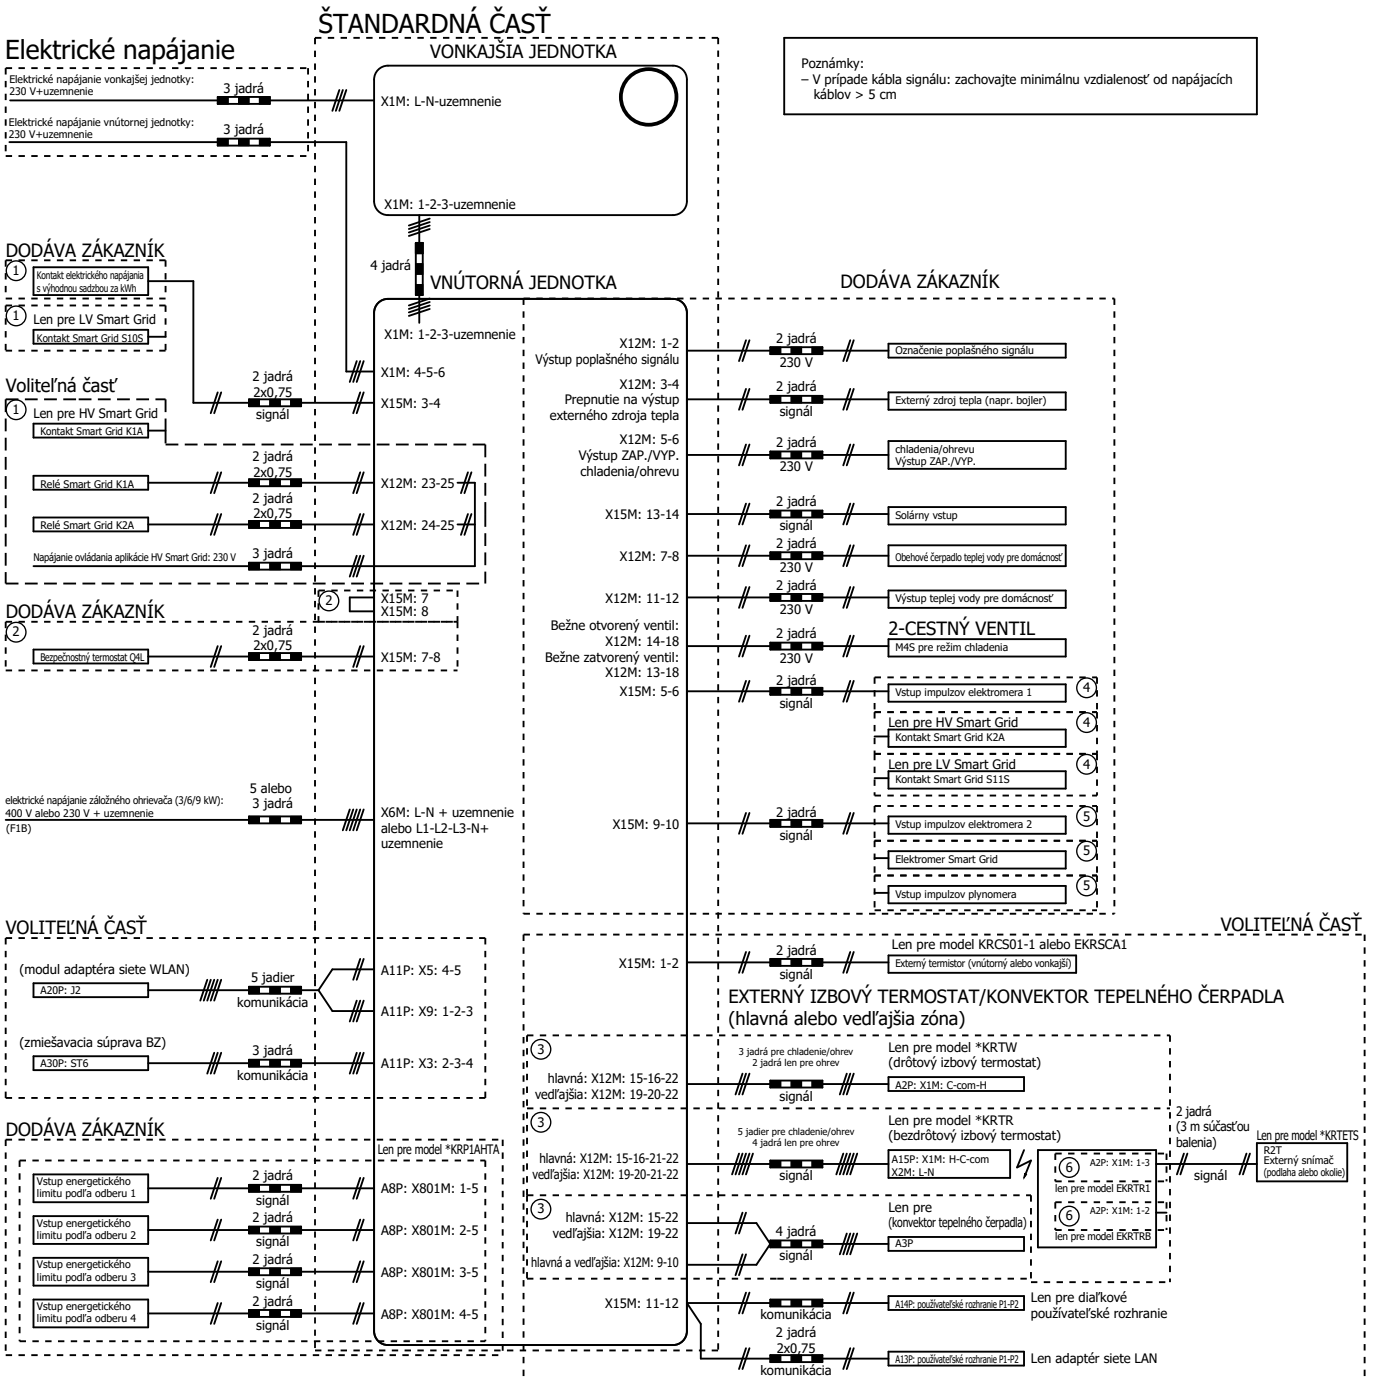 ŠTANDARDNÁ ČASŤ
Elektrické napájanie
VONKAJŠIA JEDNOTKA
Elektrické napájanie vonkajšej jednotky:
230 V+uzemnenie
3 jadrá
X1M: L-N-uzemnenie
Elektrické napájanie vnútornej jednotky:
230 V+uzemnenie
3 jadrá
X1M: 1-2-3-uzemnenie
Poznámky:
– V prípade kábla signálu: zachovajte minimálnu vzdialenosť od napájacích
káblov > 5 cm
4 jadrá
VNÚTORNÁ JEDNOTKA
X1M: 1-2-3-uzemnenie
X1M: 4-5-6
DODÁVA ZÁKAZNÍK
1
Kontakt elektrického napájania
s výhodnou sadzbou za kWh
1 Len pre LV Smart Grid
Kontakt Smart Grid S10S
2 jadrá
2x0,75
signál
X15M: 3-4
Voliteľná časť
1 Len pre HV Smart Grid
Kontakt Smart Grid K1A
Relé Smart Grid K1A
2 jadrá
2x0,75
X12M: 23-25
Relé Smart Grid K2A
2 jadrá
2x0,75
X12M: 24-25
Napájanie ovládania aplikácie HV Smart Grid: 230 V
3 jadrá
2
X15M: 7
X15M: 8
DODÁVA ZÁKAZNÍK
2
Bezpečnostný termostat Q4L
2 jadrá
2x0,75
X15M: 7-8
elektrické napájanie záložného ohrievača (3/6/9 kW):
400 V alebo 230 V + uzemnenie
(F1B)
5 alebo
3 jadrá
X6M: L-N + uzemnenie
alebo L1-L2-L3-N+
uzemnenie
VOLITEĽNÁ ČASŤ
(modul adaptéra siete WLAN)
A20P: J2
5 jadier
komunikácia
A11P: X5: 4-5
A11P: X9: 1-2-3
(zmiešavacia súprava BZ)
A30P: ST6
3 jadrá
komunikácia
A11P: X3: 2-3-4
DODÁVA ZÁKAZNÍK
Len pre model *KRP1AHTA
Vstup energetického
limitu podľa odberu 1
2 jadrá
signál
A8P: X801M: 1-5
Vstup energetického
limitu podľa odberu 2
2 jadrá
signál
A8P: X801M: 2-5
Vstup energetického
limitu podľa odberu 3
2 jadrá
signál
A8P: X801M: 3-5
Vstup energetického
limitu podľa odberu 4
2 jadrá
signál
A8P: X801M: 4-5
DODÁVA ZÁKAZNÍK
X12M: 1-2
Výstup poplašného signálu
2 jadrá
230 V
Označenie poplašného signálu
X12M: 3-4
Prepnutie na výstup
externého zdroja tepla
2 jadrá
signál
Externý zdroj tepla (napr. bojler)
X12M: 5-6
Výstup ZAP./VYP.
chladenia/ohrevu
2 jadrá
230 V
chladenia/ohrevu
Výstup ZAP./VYP.
X15M: 13-14
2 jadrá
signál
Solárny vstup
X12M: 7-8
2 jadrá
230 V
Obehové čerpadlo teplej vody pre domácnosť
X12M: 11-12
2 jadrá
230 V
Výstup teplej vody pre domácnosť
Bežne otvorený ventil:
X12M: 14-18
Bežne zatvorený ventil:
X12M: 13-18
2 jadrá
230 V
2-CESTNÝ VENTIL
M4S pre režim chladenia
X15M: 5-6
2 jadrá
signál
Vstup impulzov elektromera 1
4
Len pre HV Smart Grid
Kontakt Smart Grid K2A
4
Len pre LV Smart Grid
Kontakt Smart Grid S11S
4
X15M: 9-10
2 jadrá
signál
Vstup impulzov elektromera 2
5
Elektromer Smart Grid
5
Vstup impulzov plynomera
5
VOLITEĽNÁ ČASŤ
X15M: 1-2
2 jadrá
signál
Len pre model KRCS01-1 alebo EKRSCA1
Externý termistor (vnútorný alebo vonkajší)
EXTERNÝ IZBOVÝ TERMOSTAT/KONVEKTOR TEPELNÉHO ČERPADLA
(hlavná alebo vedľajšia zóna)
3
hlavná: X12M: 15-16-22
vedľajšia: X12M: 19-20-22
3 jadrá pre chladenie/ohrev
2 jadrá len pre ohrev
signál
Len pre model *KRTW
(drôtový izbový termostat)
A2P: X1M: C-com-H
3
hlavná: X12M: 15-16-21-22
vedľajšia: X12M: 19-20-21-22
5 jadier pre chladenie/ohrev
4 jadrá len pre ohrev
signál
Len pre model *KRTR
(bezdrôtový izbový termostat)
A15P: X1M: H-C-com
X2M: L-N
6 A2P: X1M: 1-3
len pre model EKRTR1
6 A2P: X1M: 1-2
len pre model EKRTRB
2 jadrá
(3 m súčasťou
balenia)
signál
Len pre model *KRTETS
R2T
Externý snímač
(podlaha alebo okolie)
3
hlavná: X12M: 15-22
vedľajšia: X12M: 19-22
hlavná a vedľajšia: X12M: 9-10
4 jadrá
signál
Len pre
(konvektor tepelného čerpadla)
A3P
X15M: 11-12
komunikácia
A14P: používateľské rozhranie P1-P2
Len pre diaľkové
používateľské rozhranie
2 jadrá
2x0,75
komunikácia
A13P: používateľské rozhranie P1-P2
Len adaptér siete LAN